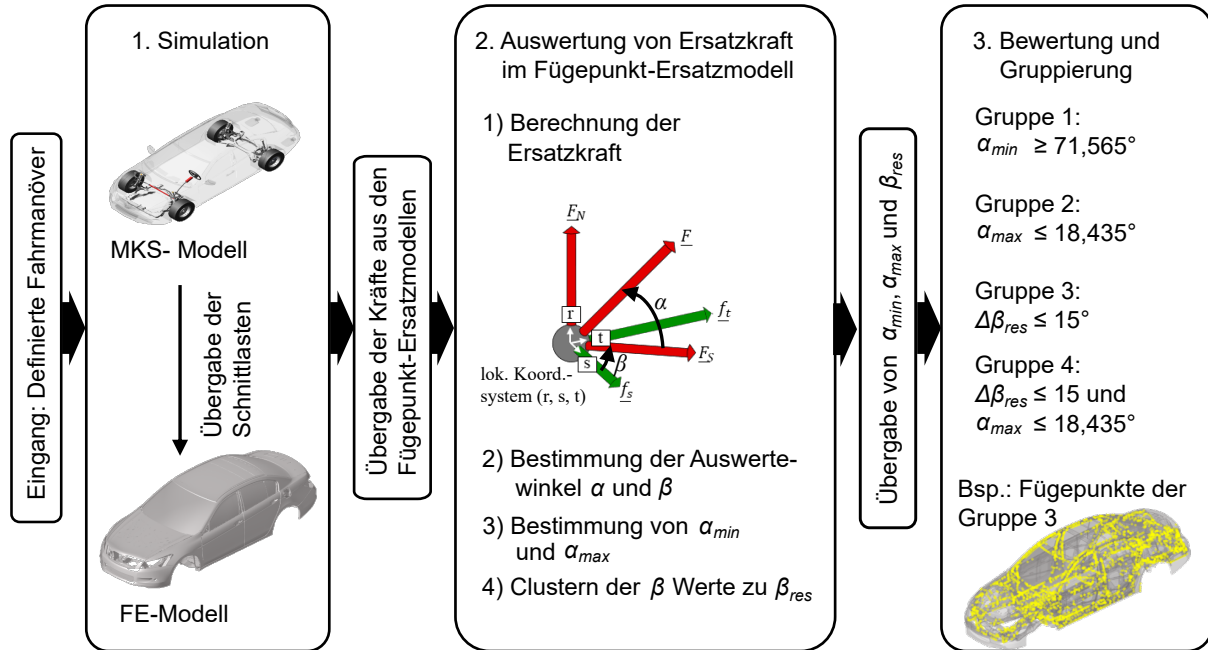 Eingang: Definierte Fahrmanöver
1. Simulation
MKS- Modell
Übergabe der
Schnittlasten
FE-Modell
Übergabe der Kräfte aus den
Fügepunkt-Ersatzmodellen
2. Auswertung von Ersatzkraft
im Fügepunkt-Ersatzmodell
1) Berechnung der
Ersatzkraft
F_N
F
r
α
f_t
t
F_S
s
β
f_s
lok. Koord.-
system (r, s, t)
2) Bestimmung der Auswerte-
winkel α und β
3) Bestimmung von α_min
und α_max
4) Clustern der β Werte zu β_res
Übergabe von α_min, α_max und β_res
3. Bewertung und
Gruppierung
Gruppe 1:
α_min ≥ 71,565°
Gruppe 2:
α_max ≤ 18,435°
Gruppe 3:
Δβ_res ≤ 15°
Gruppe 4:
Δβ_res ≤ 15 und
α_max ≤ 18,435°
Bsp.: Fügepunkte der
Gruppe 3